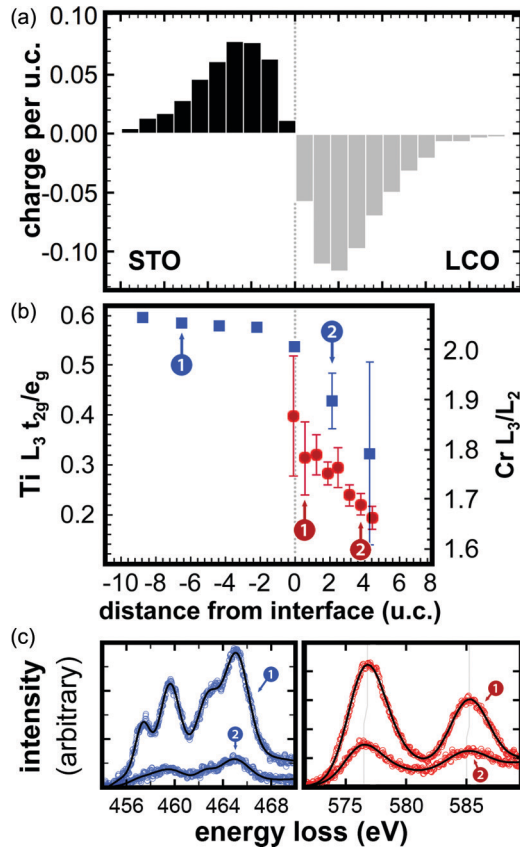 (a)
charge per u.c.
0.10
0.05
0.00
-0.05
-0.10
STO
LCO
(b)
Ti L3 t2g/eg
0.6
0.5
0.4
0.3
0.2
1
2
1
2
2.0
1.9
1.8
1.7
1.6
Cr L3/L2
-10 -8 -6 -4 -2 0 2 4 6 8
distance from interface (u.c.)
(c)
intensity
(arbitrary)
1
2
1
2
456 460 465 468
575 580 585
energy loss (eV)